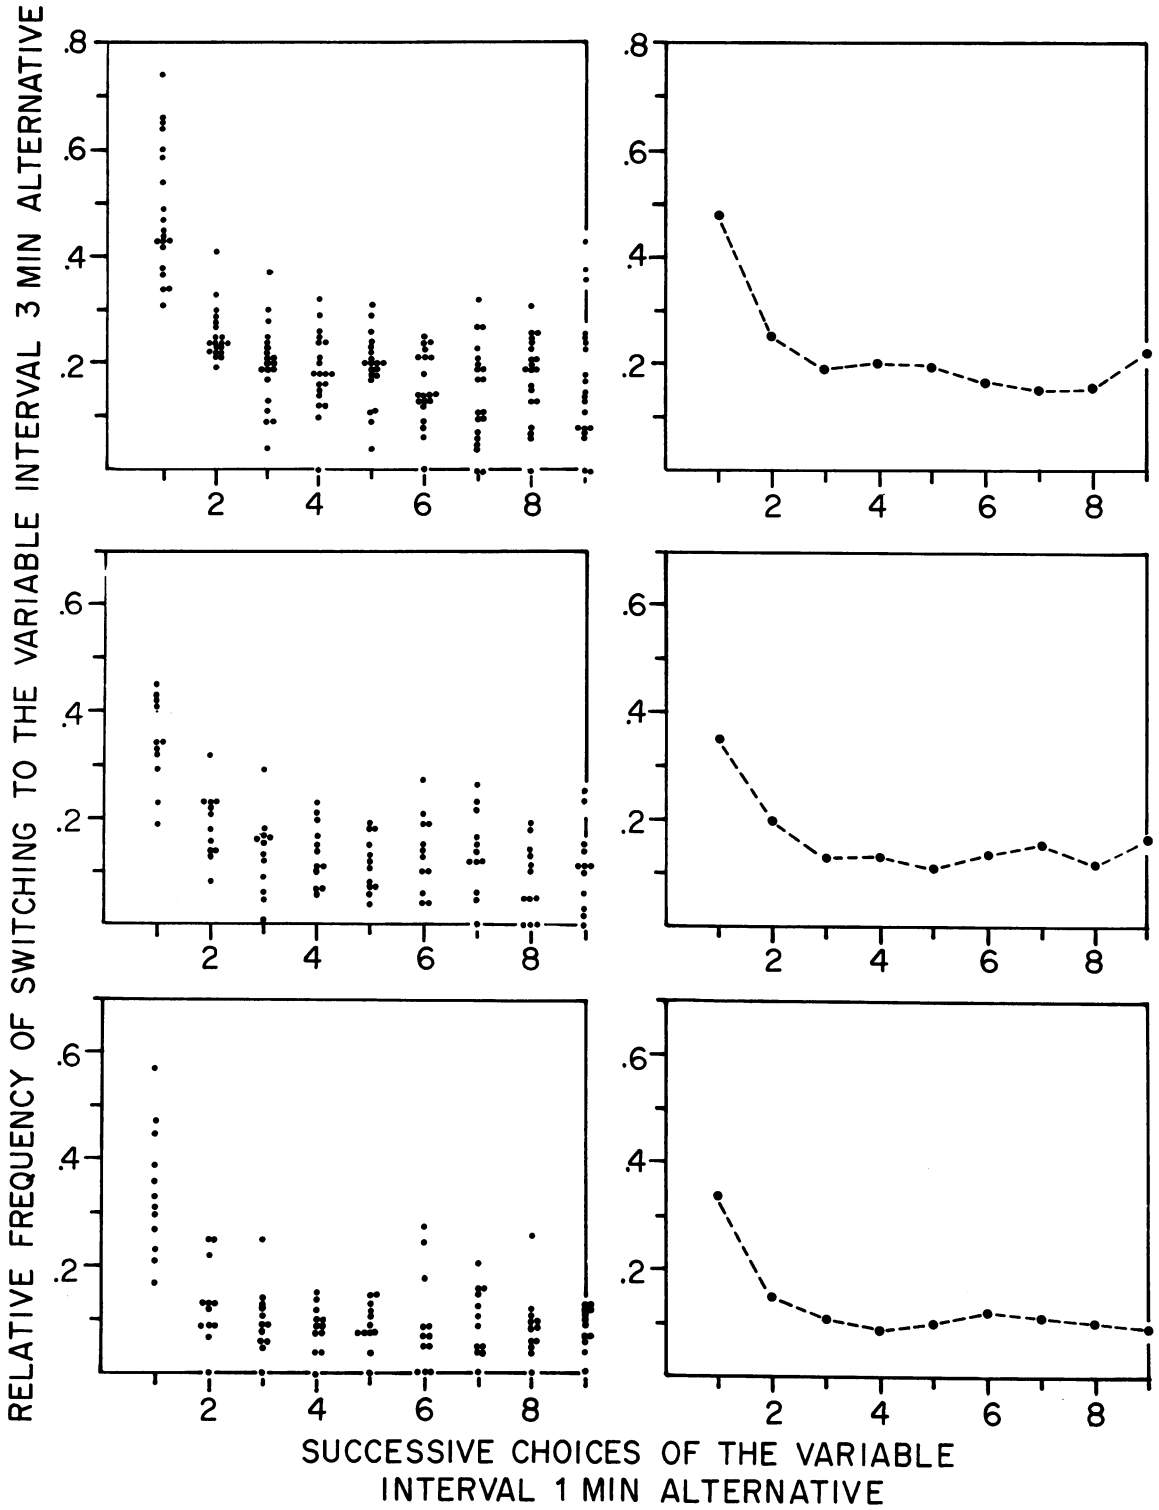 RELATIVE FREQUENCY OF SWITCHING TO THE VARIABLE INTERVAL 3 MIN ALTERNATIVE
.8
.6
.4
.2
2 4 6 8
.8
.6
.4
.2
2 4 6 8
.6
.4
.2
2 4 6 8
.6
.4
.2
2 4 6 8
.6
.4
.2
2 4 6 8
.6
.4
.2
2 4 6 8
SUCCESSIVE CHOICES OF THE VARIABLE
INTERVAL 1 MIN ALTERNATIVE